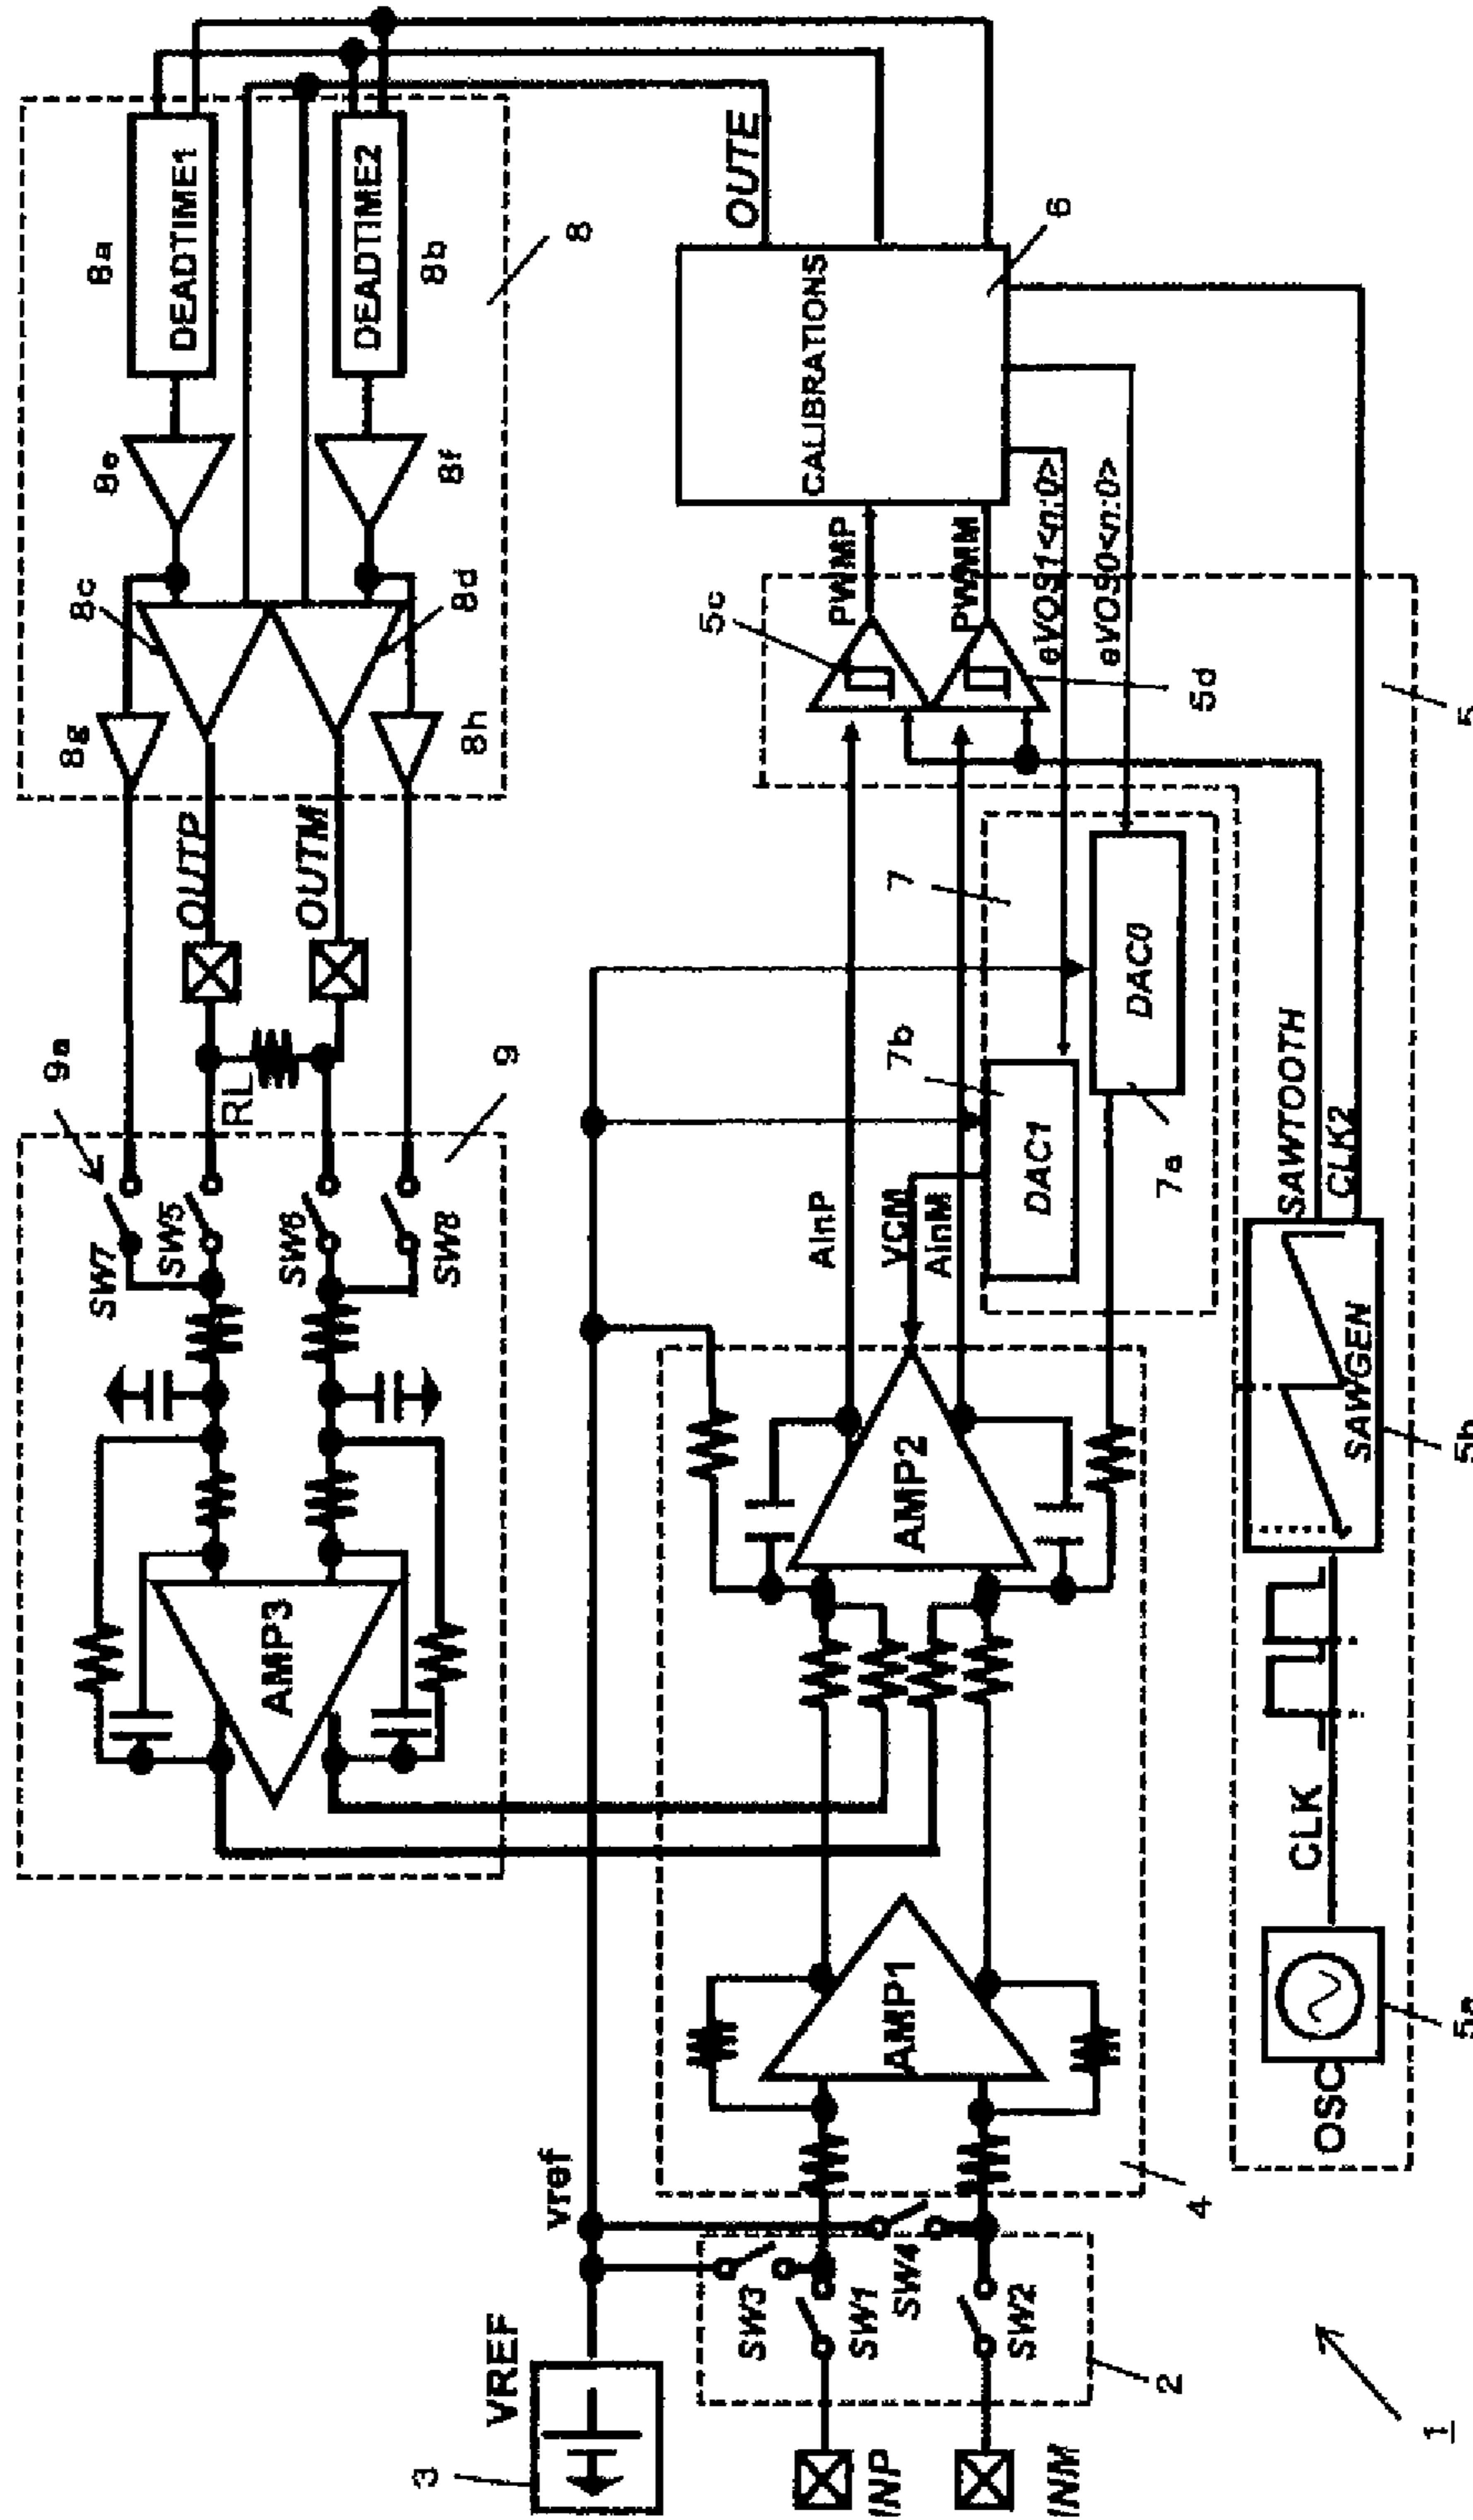 3
VREF
vref
INP
INM
SW3
SW1
SW4
SW2
2
1
4
AMP1
AMP2
AMP3
OSC
5a
CLK
SAWGEN
5b
SAWTOOTH
CLK2
AInP
VCM
AInM
DAC1
7b
DAC0
7a
7
5
5c
5d
PWMP
PWMM
eVOS1<n:0>
eVOS0<n:0>
CALIBRATIONS
6
OUTE
9a
9
SW7
SW5
SW6
SW8
RL
OUTP
OUTM
8g
8h
8c
8d
8e
8f
DEADTIME1
DEADTIME2
8a
8b
8